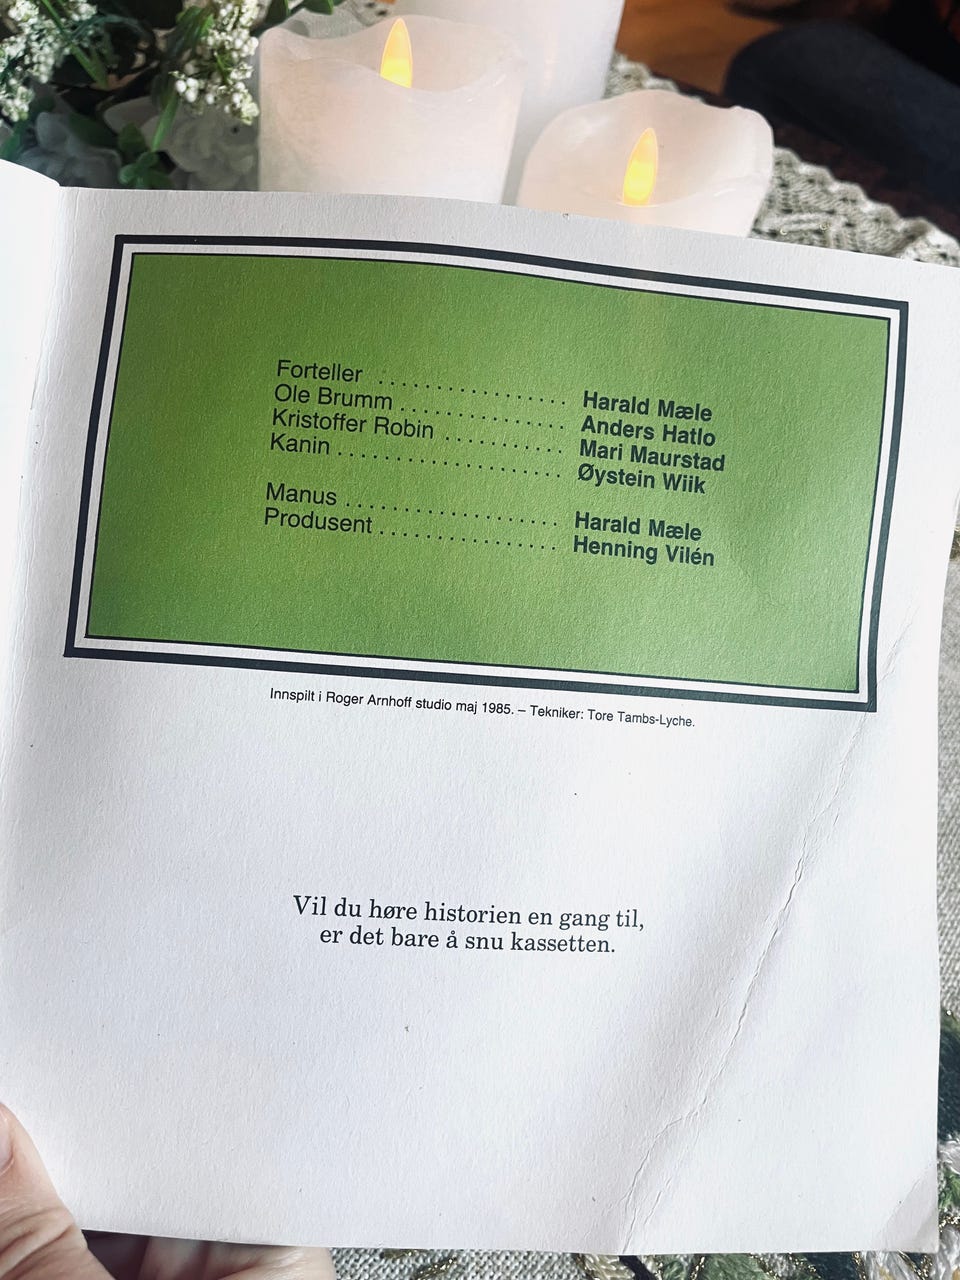 Forteller .................. Harald Mæle
Ole Brumm ............... Anders Hatlo
Kristoffer Robin .......... Mari Maurstad
Kanin .................... Øystein Wiik
Manus ................... Harald Mæle
Produsent ................ Henning Vilén
Innspilt i Roger Arnhoff studio maj 1985. – Tekniker: Tore Tambs-Lyche.
Vil du høre historien en gang til,
er det bare å snu kassetten.